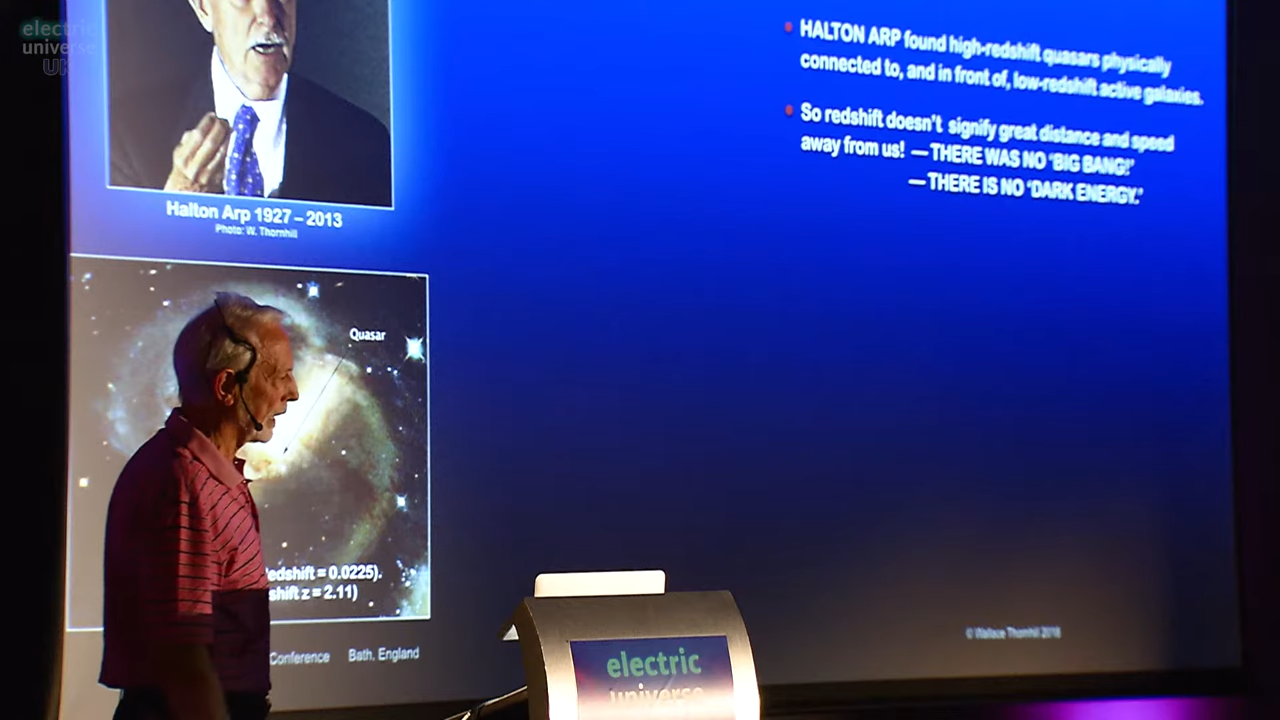 electric
universe
UK
HALTON ARP found high-redshift quasars physically
connected to, and in front of, low-redshift active galaxies.
So redshift doesn't signify great distance and speed
away from us! — THERE WAS NO 'BIG BANG!'
— THERE IS NO 'DARK ENERGY.'
Halton Arp 1927 – 2013
Photo: W. Thornhill
Quasar
edshift = 0.0225).
shift z = 2.11)
Conference Bath, England
© Wallace Thornhill 2018
electric
universe